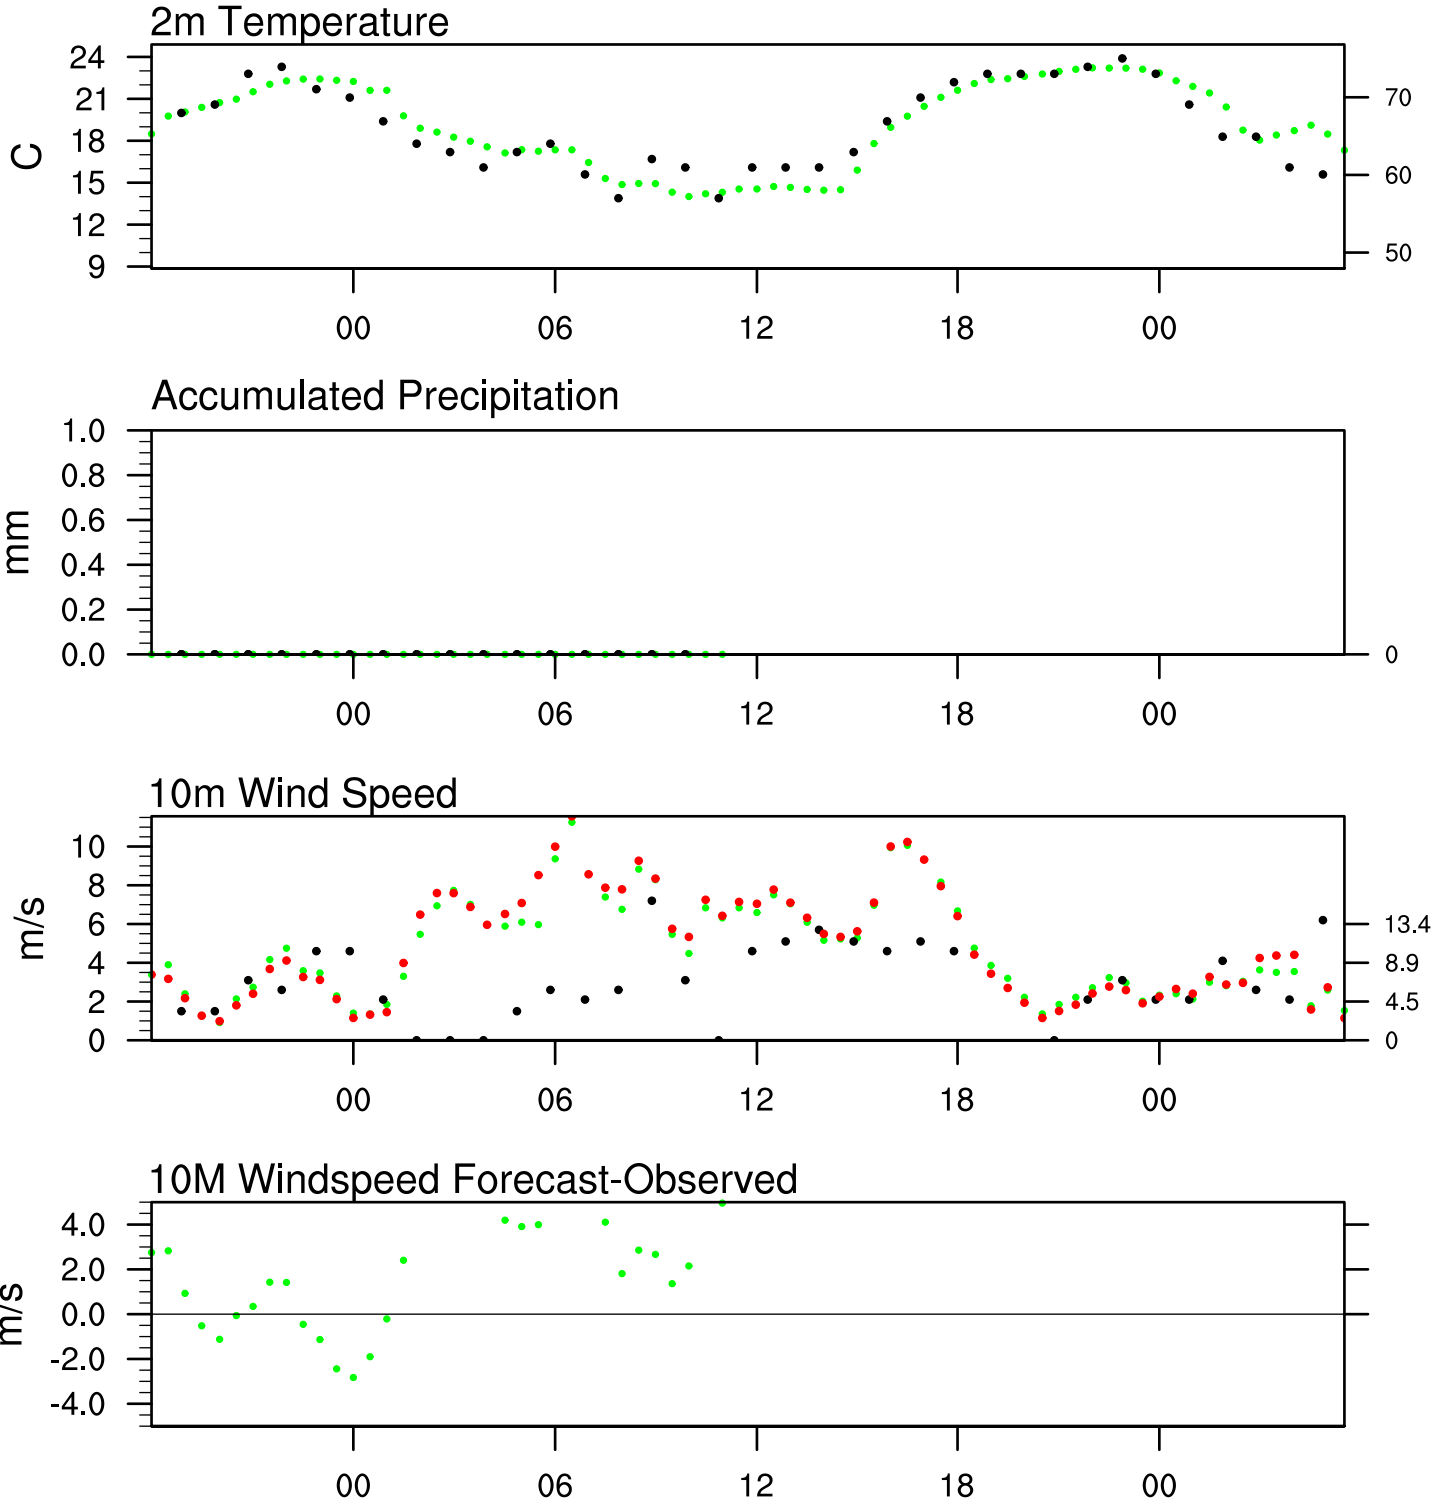 2m Temperature
24
21
18
15
12
9
C
70
60
50
00 06 12 18 00
Accumulated Precipitation
1.0
0.8
0.6
0.4
0.2
0.0
mm
0
00 06 12 18 00
10m Wind Speed
10
8
6
4
2
0
m/s
13.4
8.9
4.5
0
00 06 12 18 00
10M Windspeed Forecast-Observed
4.0
2.0
0.0
-2.0
-4.0
m/s
00 06 12 18 00